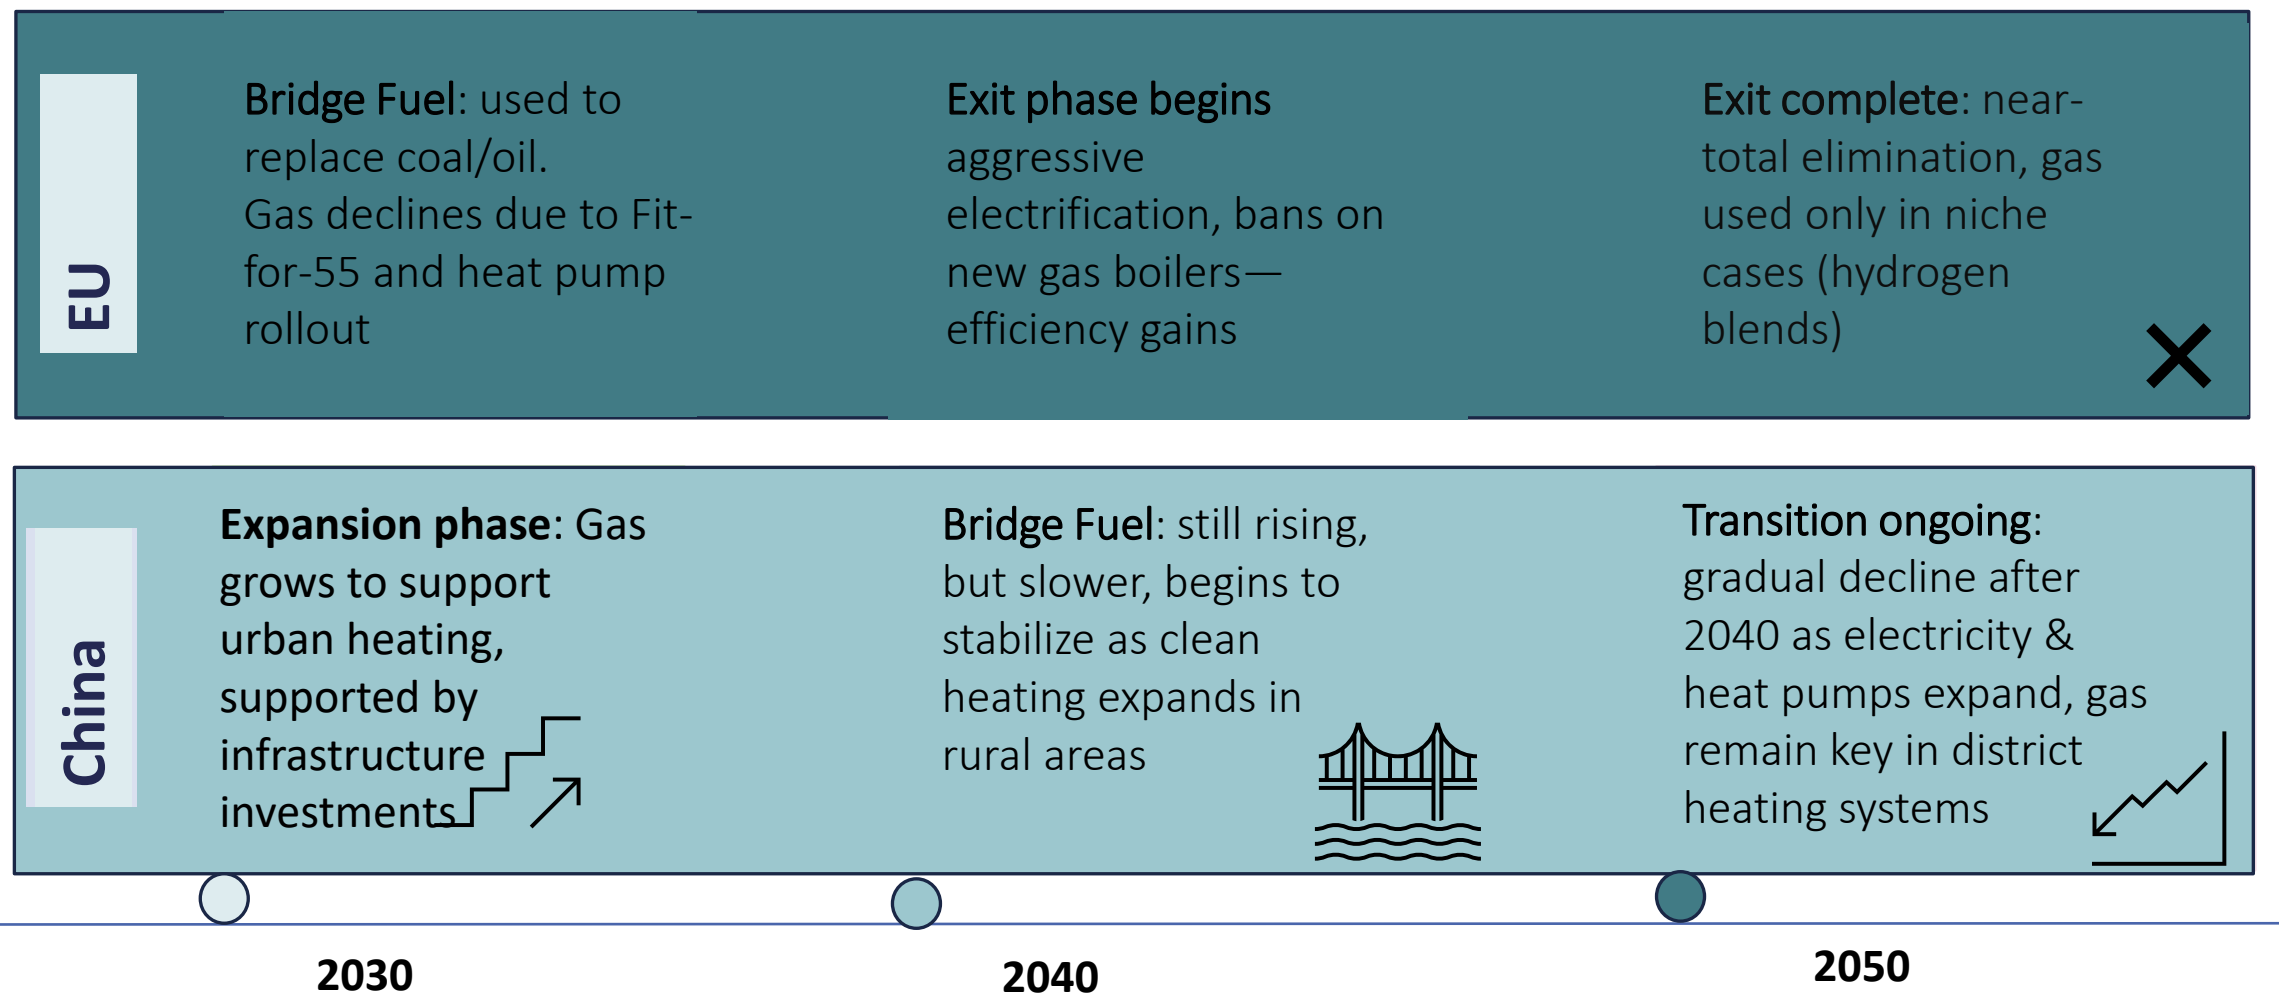 EU
Bridge Fuel: used to
replace coal/oil.
Gas declines due to Fit-
for-55 and heat pump
rollout
Exit phase begins
aggressive
electrification, bans on
new gas boilers—
efficiency gains
Exit complete: near-
total elimination, gas
used only in niche
cases (hydrogen
blends)
China
Expansion phase: Gas
grows to support
urban heating,
supported by
infrastructure
investments
Bridge Fuel: still rising,
but slower, begins to
stabilize as clean
heating expands in
rural areas
Transition ongoing:
gradual decline after
2040 as electricity &
heat pumps expand, gas
remain key in district
heating systems
2030
2040
2050